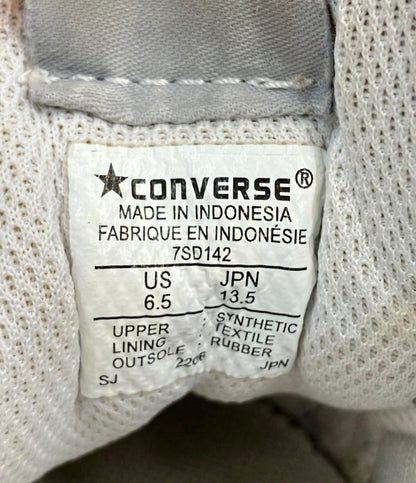 ★CONVERSE®
MADE IN INDONESIA
FABRIQUE EN INDONÉSIE
7SD142
US JPN
6.5 13.5
UPPER : SYNTHETIC
LINING : TEXTILE
OUTSOLE : RUBBER
SJ 2206 JPN